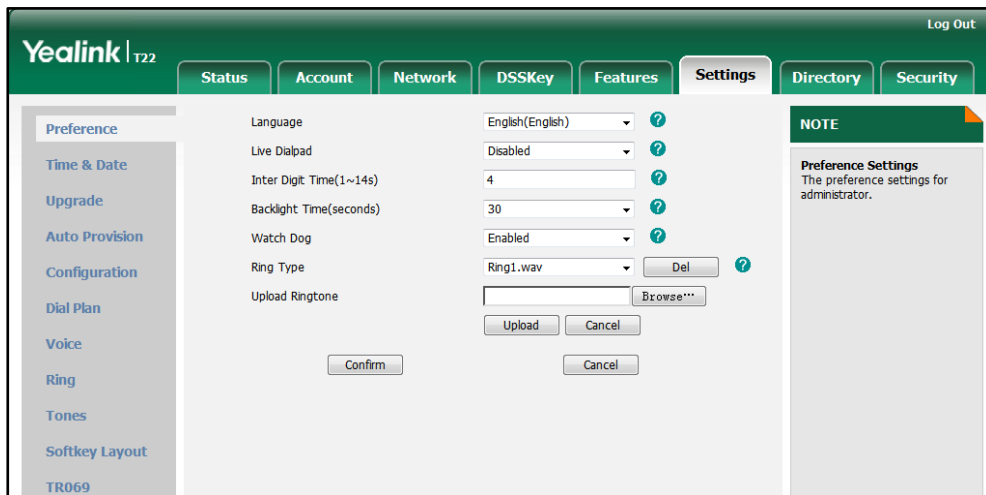 Log Out
Yealink T22
Status Account Network DSSKey Features Settings Directory Security
Preference
Time & Date
Upgrade
Auto Provision
Configuration
Dial Plan
Voice
Ring
Tones
Softkey Layout
TR069
Language English(English) ?
Live Dialpad Disabled ?
Inter Digit Time(1~14s) 4 ?
Backlight Time(seconds) 30 ?
Watch Dog Enabled ?
Ring Type Ring1.wav Del ?
Upload Ringtone Browse...
Upload Cancel
Confirm Cancel
NOTE
Preference Settings
The preference settings for
administrator.